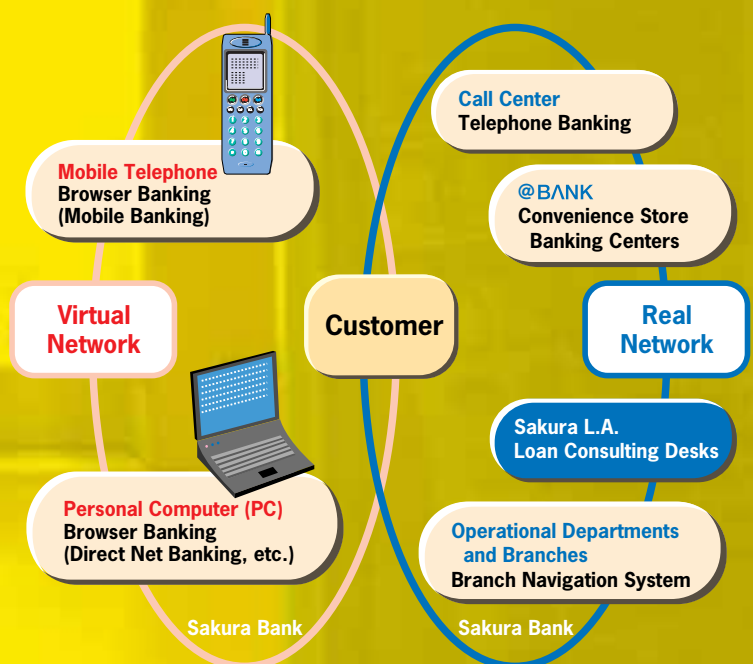 Mobile Telephone
Browser Banking
(Mobile Banking)
Virtual
Network
Personal Computer (PC)
Browser Banking
(Direct Net Banking, etc.)
Sakura Bank
Customer
Call Center
Telephone Banking
@BΛNK
Convenience Store
Banking Centers
Real
Network
Sakura L.A.
Loan Consulting Desks
Operational Departments
and Branches
Branch Navigation System
Sakura Bank